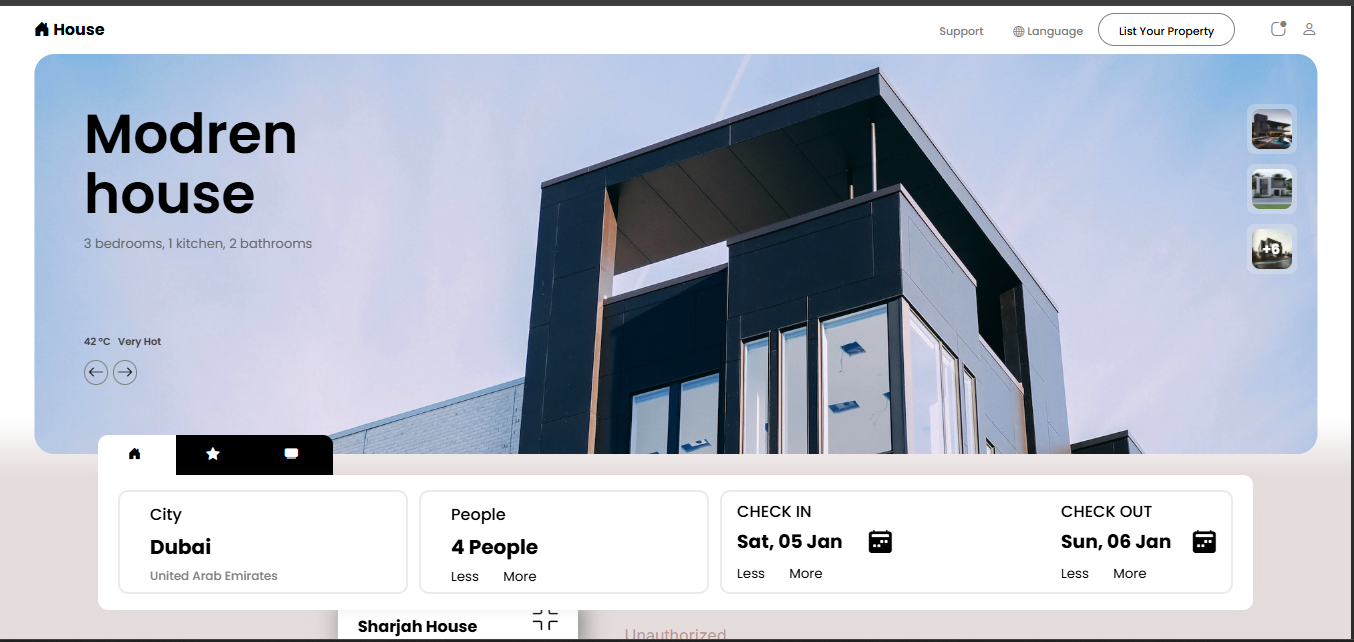 House
Support
Language
List Your Property
Modren
house
3 bedrooms, 1 kitchen, 2 bathrooms
+6
42 °C Very Hot
City
Dubai
United Arab Emirates
People
4 People
Less More
CHECK IN
Sat, 05 Jan
Less More
CHECK OUT
Sun, 06 Jan
Less More
Sharjah House
Unauthorized